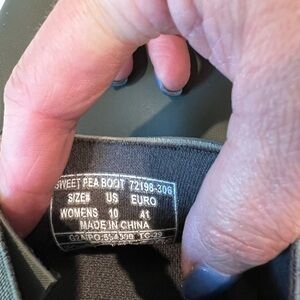 SWEET PEA BOOT 72198-306
SIZE# US EURO
WOMENS 10 41
MADE IN CHINA